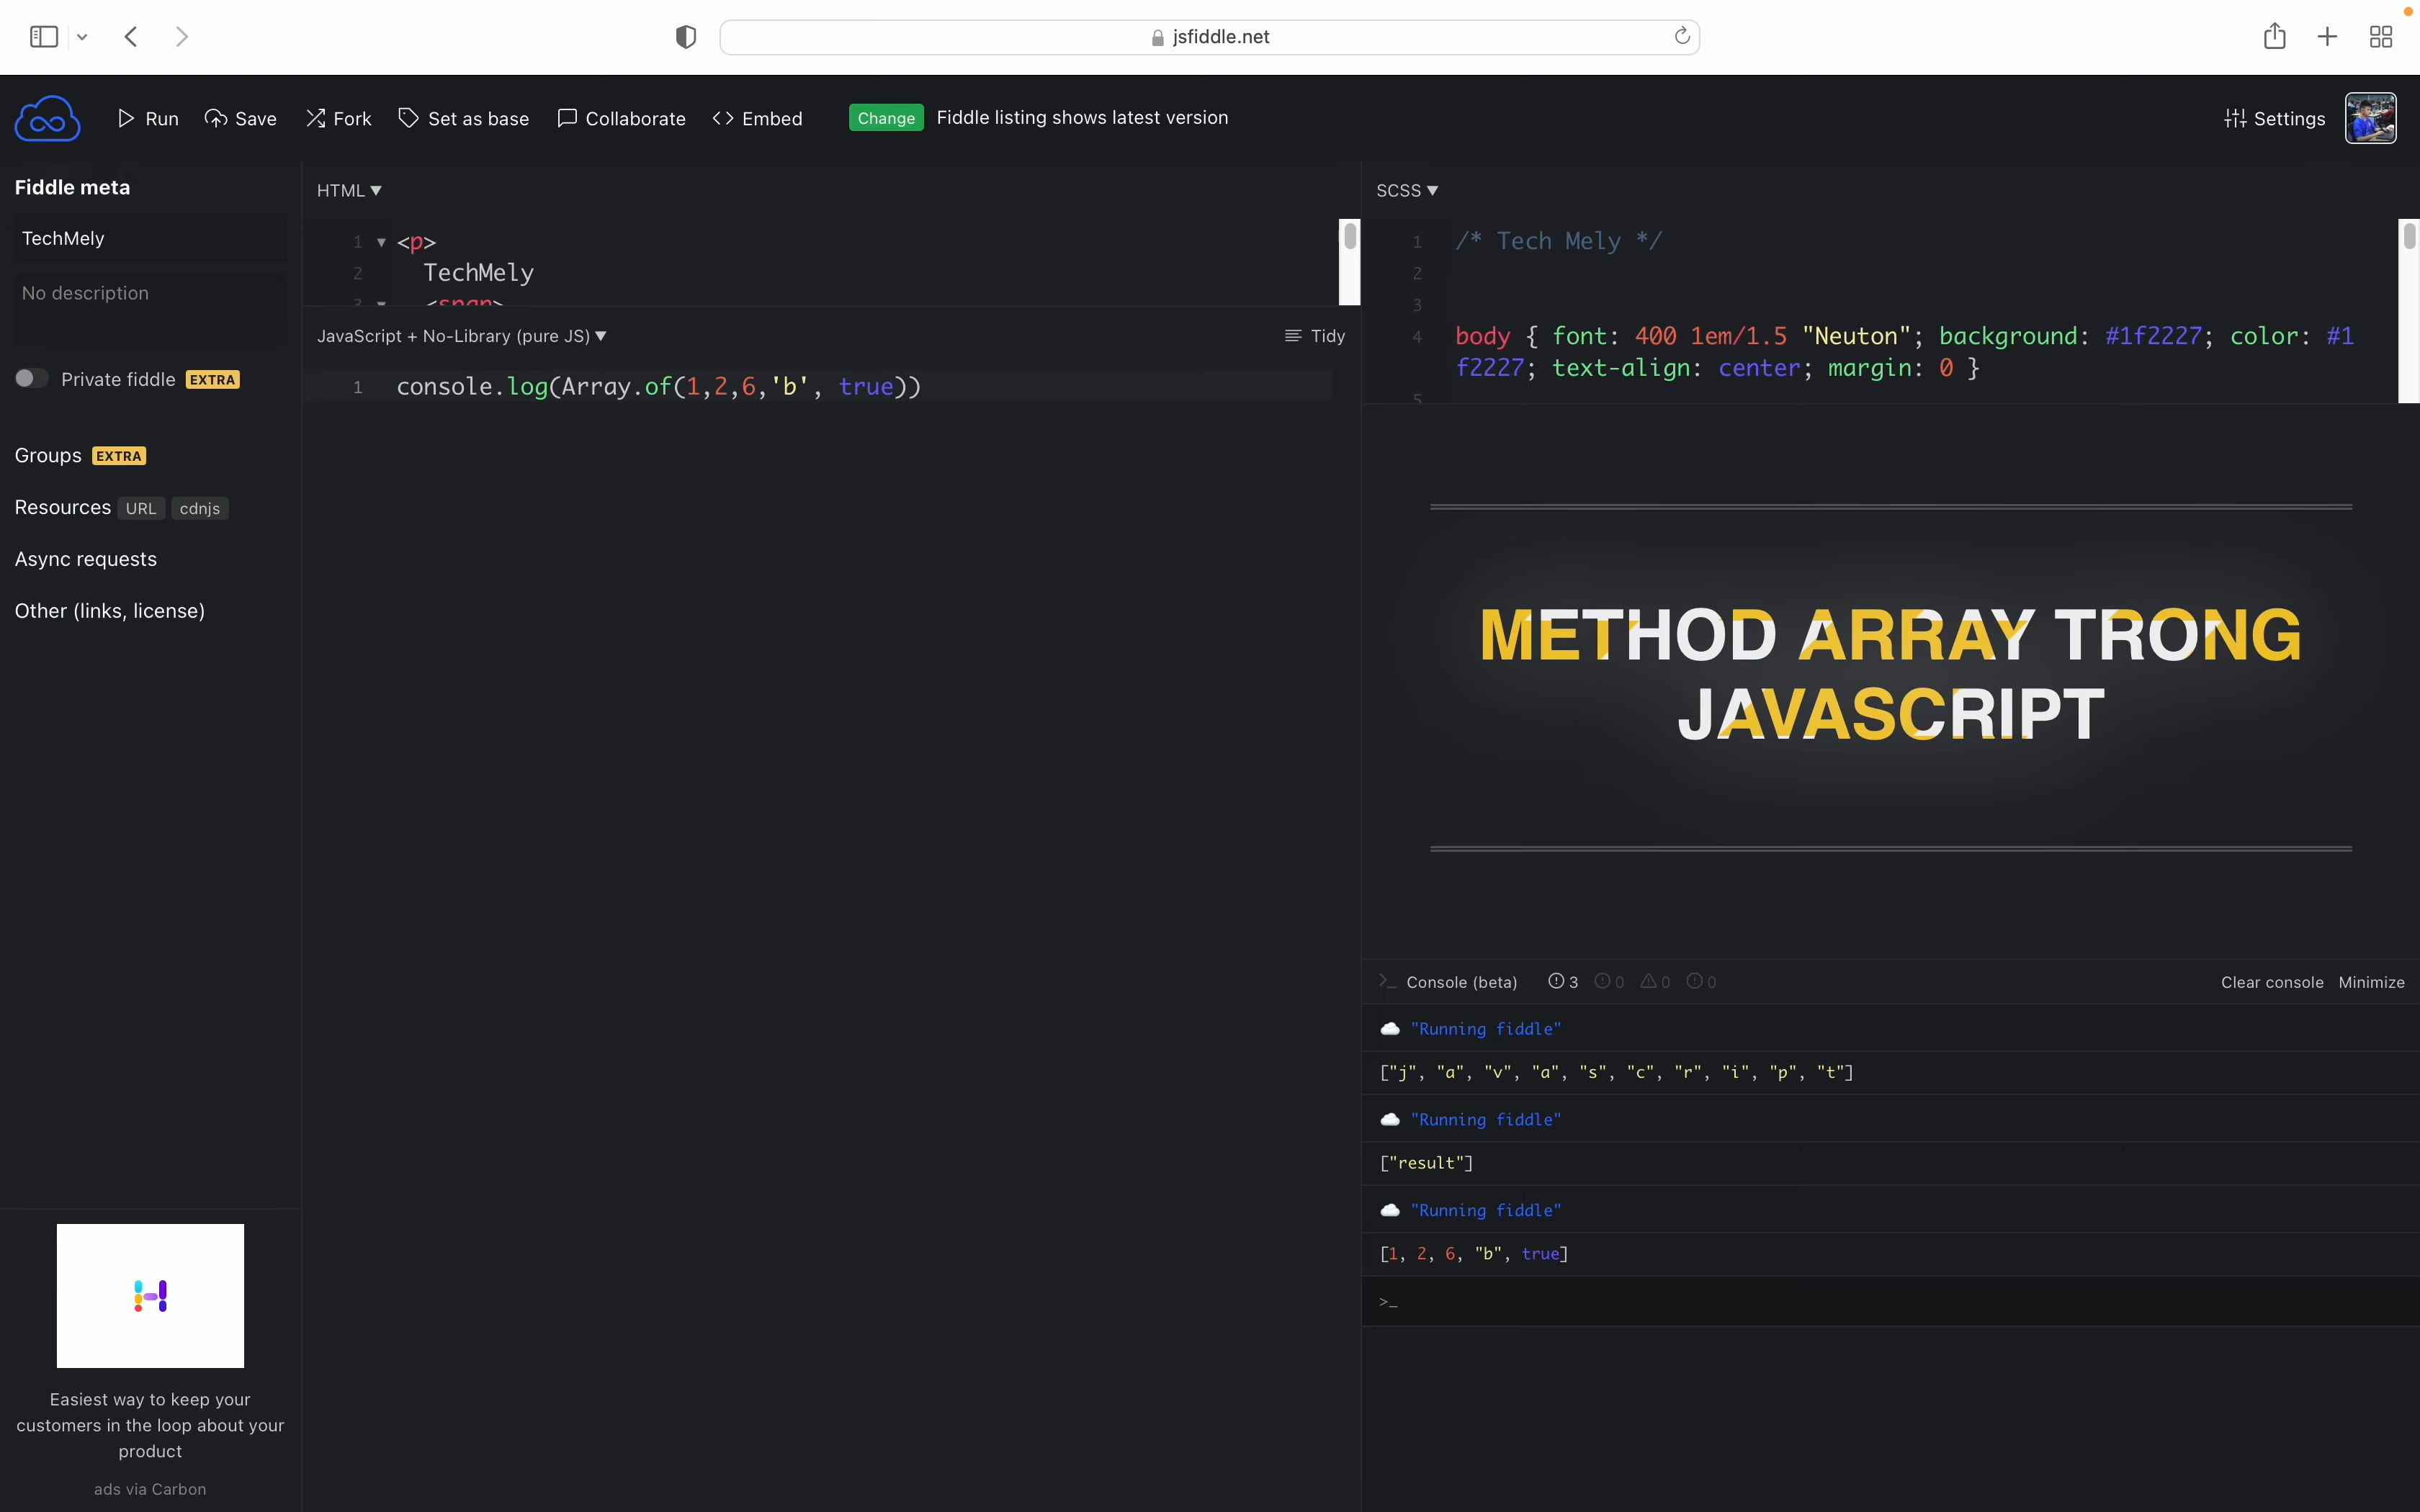 jsfiddle.net
Run Save Fork Set as base Collaborate Embed Change Fiddle listing shows latest version Settings
Fiddle meta
TechMely
No description
Private fiddle EXTRA
Groups EXTRA
Resources URL cdnjs
Async requests
Other (links, license)
Easiest way to keep your
customers in the loop about your
product
ads via Carbon
HTML ▼
1 ▼ <p>
2 TechMely
3 ▼ <span>
JavaScript + No-Library (pure JS) ▼ Tidy
1 console.log(Array.of(1,2,6,'b', true))
SCSS ▼
1 /* Tech Mely */
2
3
4 body { font: 400 1em/1.5 "Neuton"; background: #1f2227; color: #1
f2227; text-align: center; margin: 0 }
5
METHOD ARRAY TRONG
JAVASCRIPT
>_ Console (beta) 3 0 0 0 Clear console Minimize
"Running fiddle"
["j", "a", "v", "a", "s", "c", "r", "i", "p", "t"]
"Running fiddle"
["result"]
"Running fiddle"
[1, 2, 6, "b", true]
>_